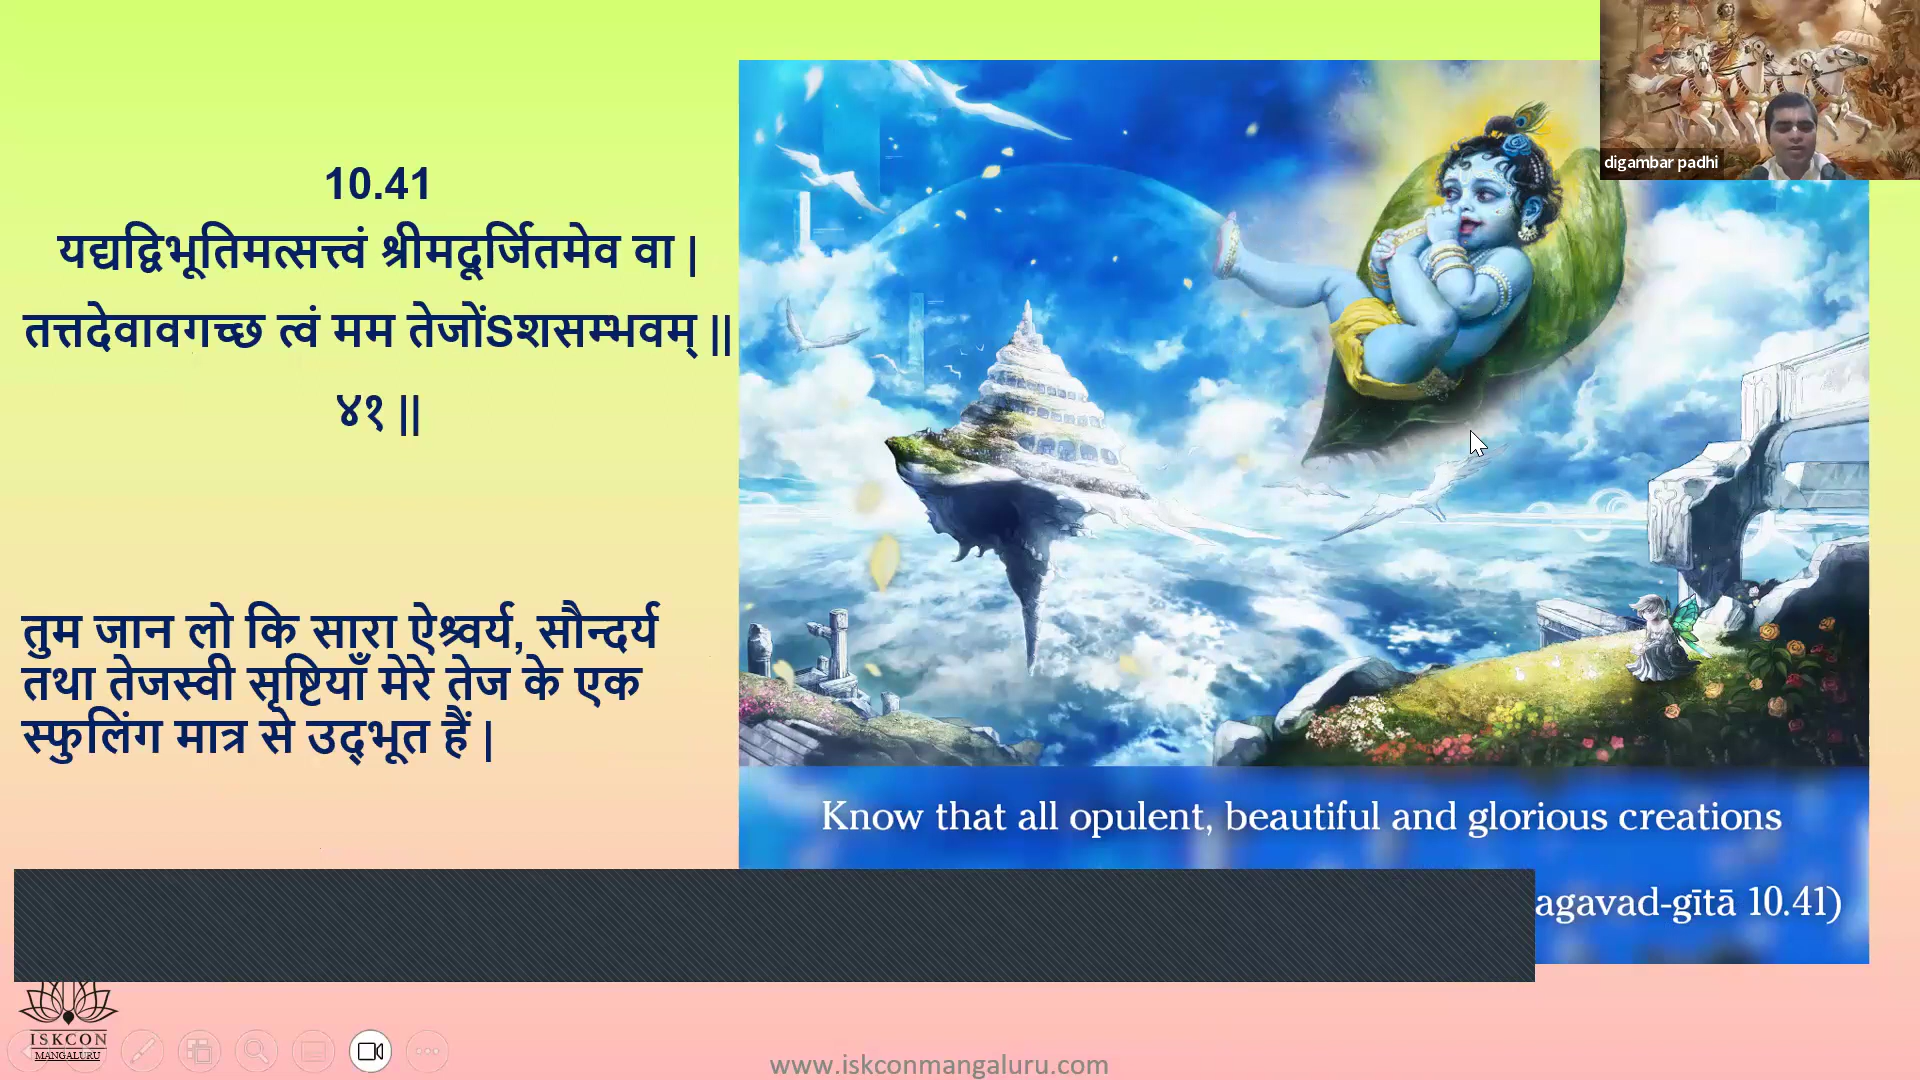 10.41
यद्यद्विभूतिमत्सत्त्वं श्रीमदूर्जितमेव वा |
तत्तदेवावगच्छ त्वं मम तेजोंSशसम्भवम् ||
४१ ||
तुम जान लो कि सारा ऐश्र्वर्य, सौन्दर्य
तथा तेजस्वी सृष्टियाँ मेरे तेज के एक
स्फुलिंग मात्र से उद्भूत हैं |
digambar padhi
Know that all opulent, beautiful and glorious creations
agavad-gītā 10.41)
ISKCON
MANGALURU
www.iskconmangaluru.com